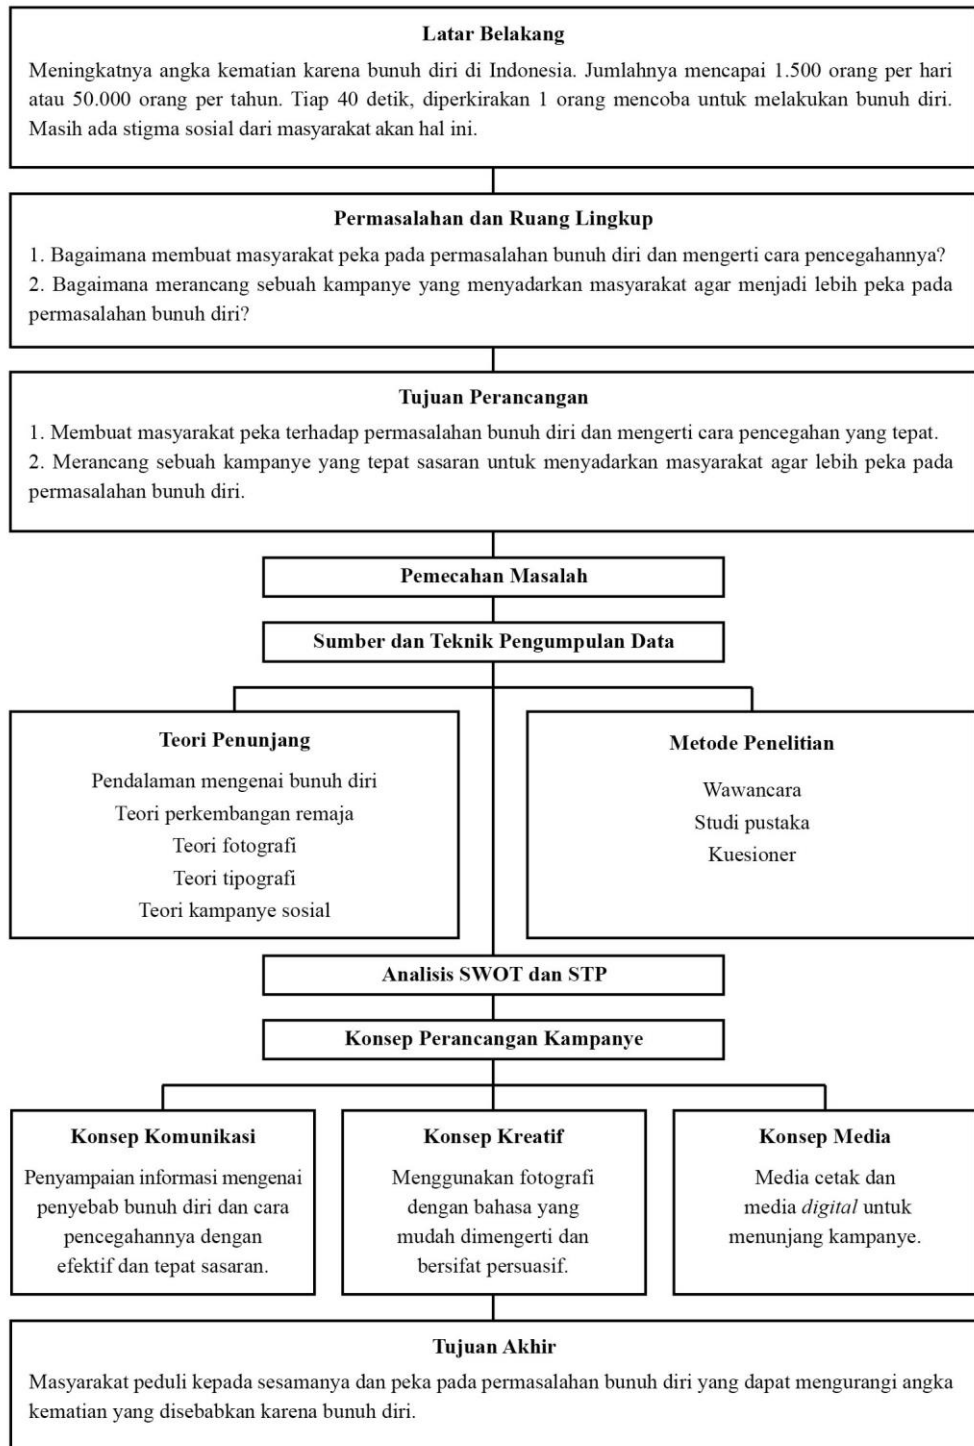 Latar Belakang
Meningkatnya angka kematian karena bunuh diri di Indonesia. Jumlahnya mencapai 1.500 orang per hari
atau 50.000 orang per tahun. Tiap 40 detik, diperkirakan 1 orang mencoba untuk melakukan bunuh diri.
Masih ada stigma sosial dari masyarakat akan hal ini.
Permasalahan dan Ruang Lingkup
1. Bagaimana membuat masyarakat peka pada permasalahan bunuh diri dan mengerti cara pencegahannya?
2. Bagaimana merancang sebuah kampanye yang menyadarkan masyarakat agar menjadi lebih peka pada
permasalahan bunuh diri?
Tujuan Perancangan
1. Membuat masyarakat peka terhadap permasalahan bunuh diri dan mengerti cara pencegahan yang tepat.
2. Merancang sebuah kampanye yang tepat sasaran untuk menyadarkan masyarakat agar lebih peka pada
permasalahan bunuh diri.
Pemecahan Masalah
Sumber dan Teknik Pengumpulan Data
Teori Penunjang
Pendalaman mengenai bunuh diri
Teori perkembangan remaja
Teori fotografi
Teori tipografi
Teori kampanye sosial
Metode Penelitian
Wawancara
Studi pustaka
Kuesioner
Analisis SWOT dan STP
Konsep Perancangan Kampanye
Konsep Komunikasi
Penyampaian informasi mengenai
penyebab bunuh diri dan cara
pencegahannya dengan
efektif dan tepat sasaran.
Konsep Kreatif
Menggunakan fotografi
dengan bahasa yang
mudah dimengerti dan
bersifat persuasif.
Konsep Media
Media cetak dan
media digital untuk
menunjang kampanye.
Tujuan Akhir
Masyarakat peduli kepada sesamanya dan peka pada permasalahan bunuh diri yang dapat mengurangi angka
kematian yang disebabkan karena bunuh diri.